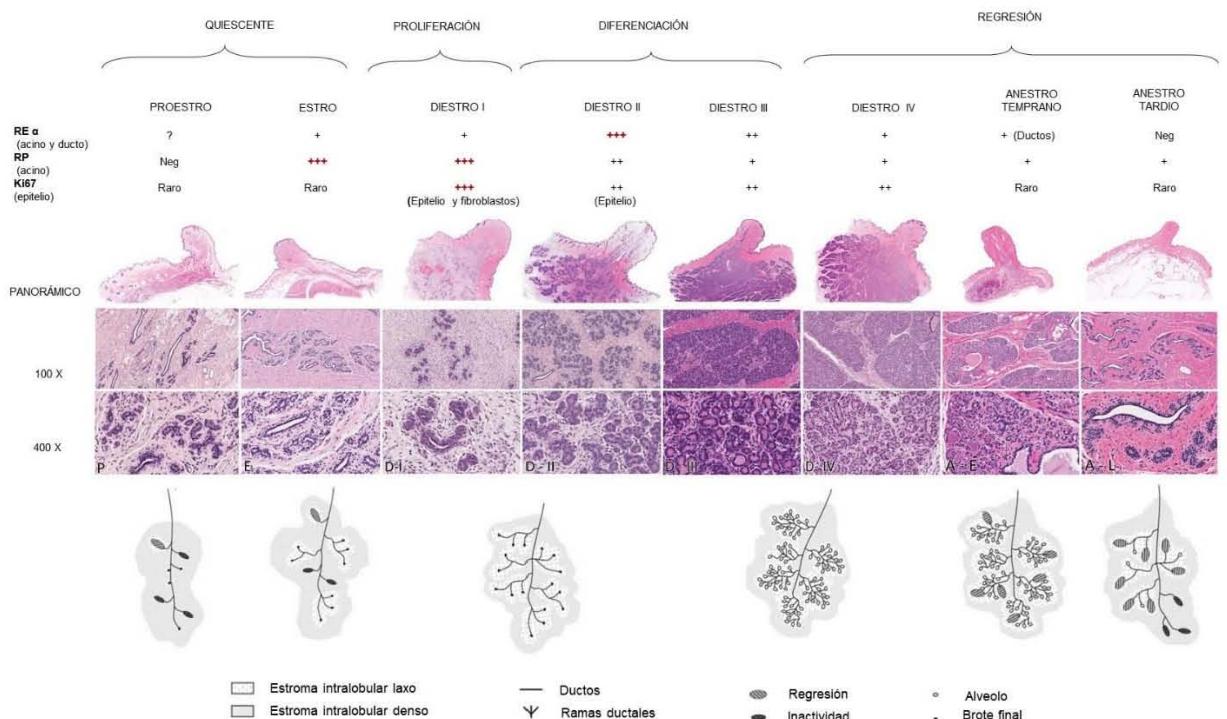 QUIESCENTE PROLIFERACIÓN DIFERENCIACIÓN REGRESIÓN
PROESTRO ESTRO DIESTRO I DIESTRO II DIESTRO III DIESTRO IV ANESTRO TEMPRANO ANESTRO TARDIO
RE α ? + + +++ ++ + + (Ductos) Neg
(acino y ducto)
RP Neg +++ +++ ++ + + + +
(acino)
Ki67 Raro Raro +++ ++ ++ ++ Raro Raro
(epitelio) (Epitelio y fibroblastos) (Epitelio)
PANORÁMICO
100 X
400 X
P E D-I D - II D - III D-IV A - E A - L
Estroma intralobular laxo Ductos Regresión Alveolo
Estroma intralobular denso Ramas ductales Inactividad Brote final